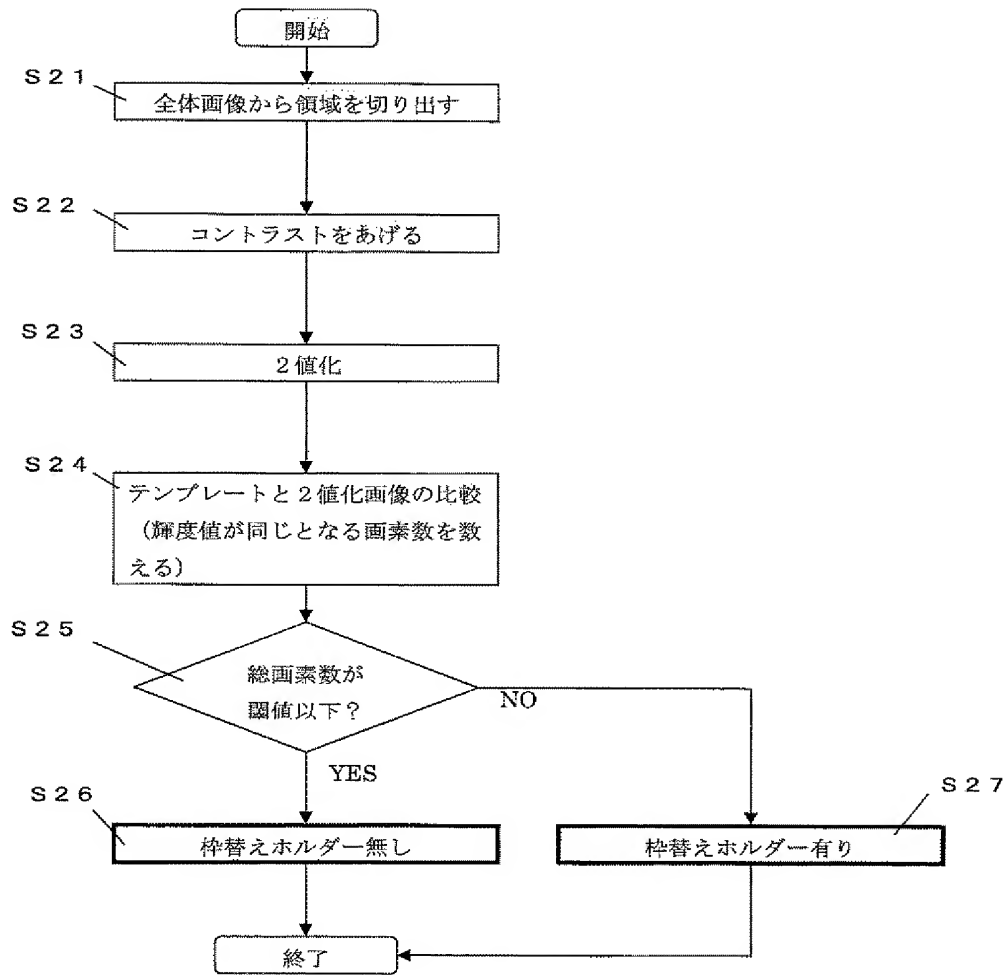 開始
S21
全体画像から領域を切り出す
S22
コントラストをあげる
S23
2値化
S24
テンプレートと2値化画像の比較
(輝度値が同じとなる画素数を数
える)
S25
総画素数が
閾値以下?
NO
YES
S26
枠替えホルダー無し
S27
枠替えホルダー有り
終了